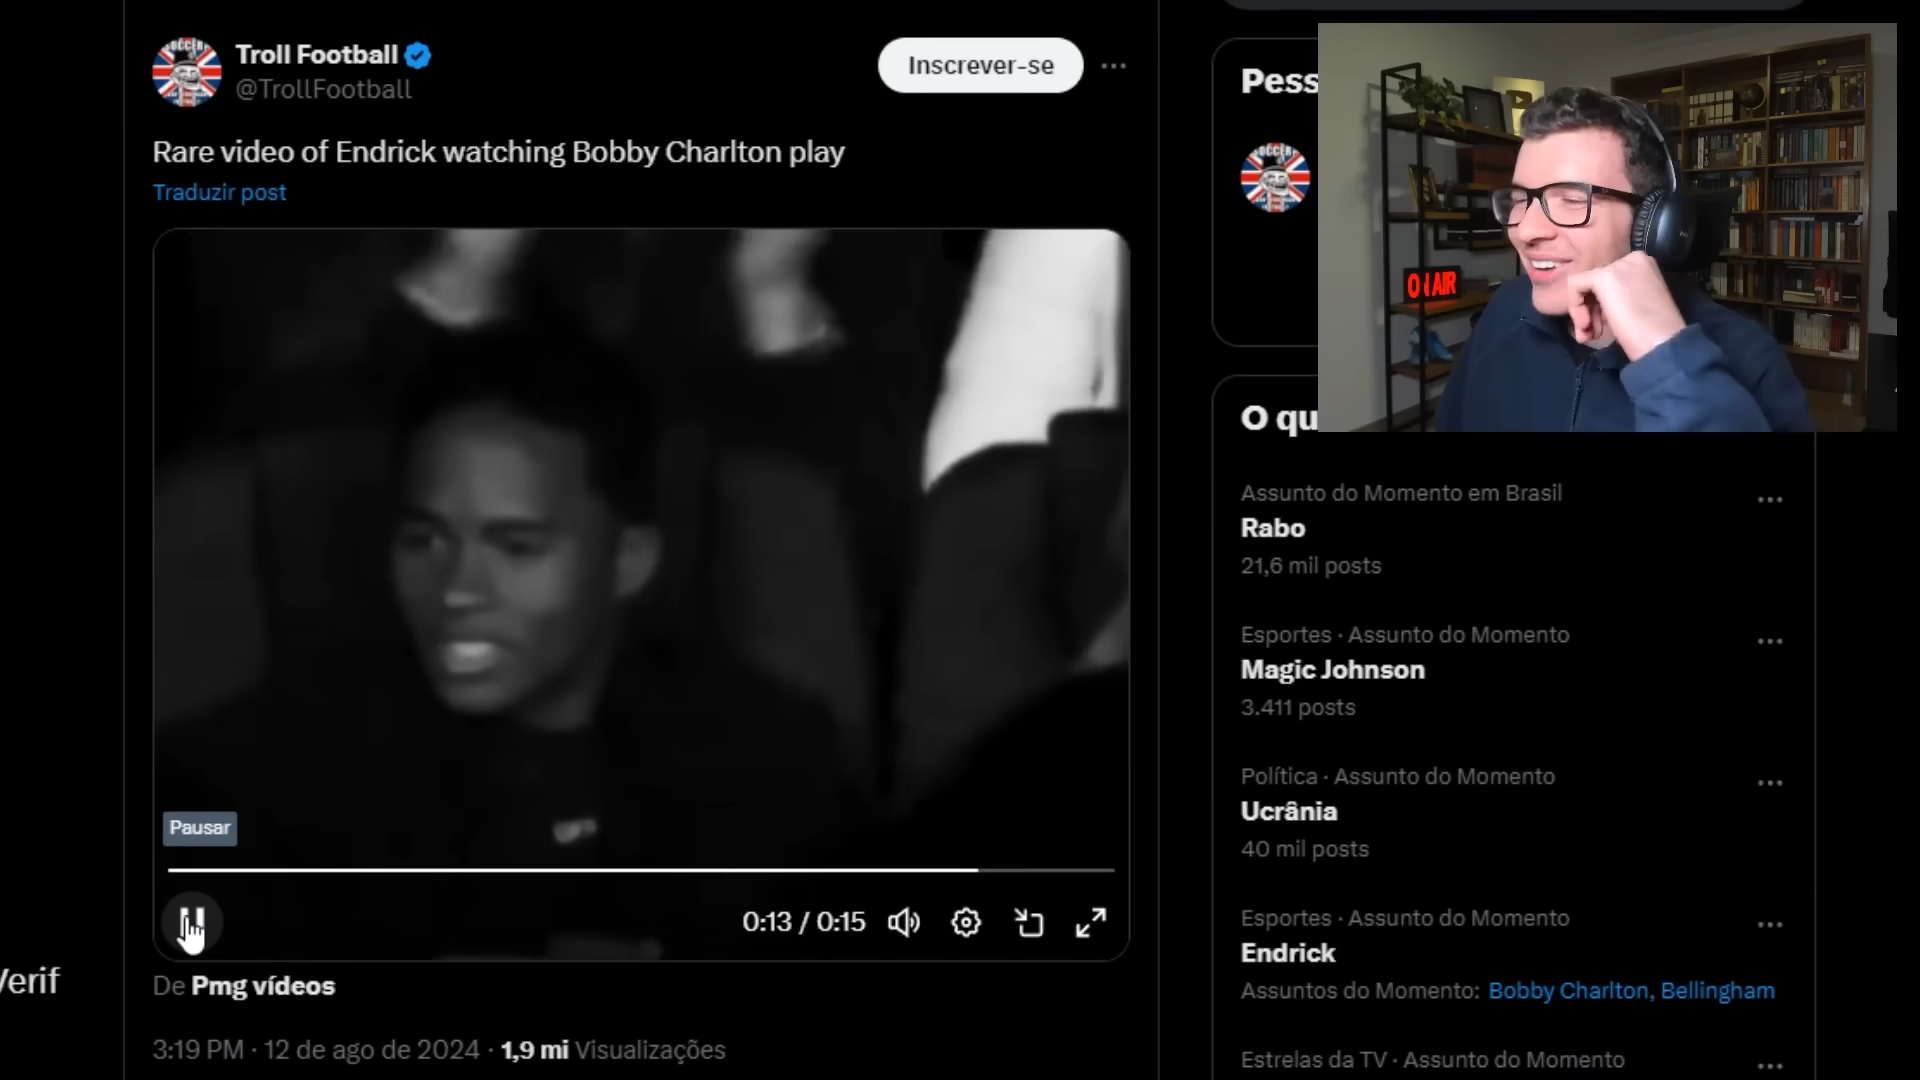 Troll Football
@TrollFootball
Inscrever-se
Rare video of Endrick watching Bobby Charlton play
Traduzir post
Pausar
0:13 / 0:15
De Pmg vídeos
3:19 PM · 12 de ago de 2024 · 1,9 mi Visualizações
Verif
Pess
SOCCER
ON AIR
O qu
Assunto do Momento em Brasil
Rabo
21,6 mil posts
Esportes · Assunto do Momento
Magic Johnson
3.411 posts
Política · Assunto do Momento
Ucrânia
40 mil posts
Esportes · Assunto do Momento
Endrick
Assuntos do Momento: Bobby Charlton, Bellingham
Estrelas da TV · Assunto do Momento